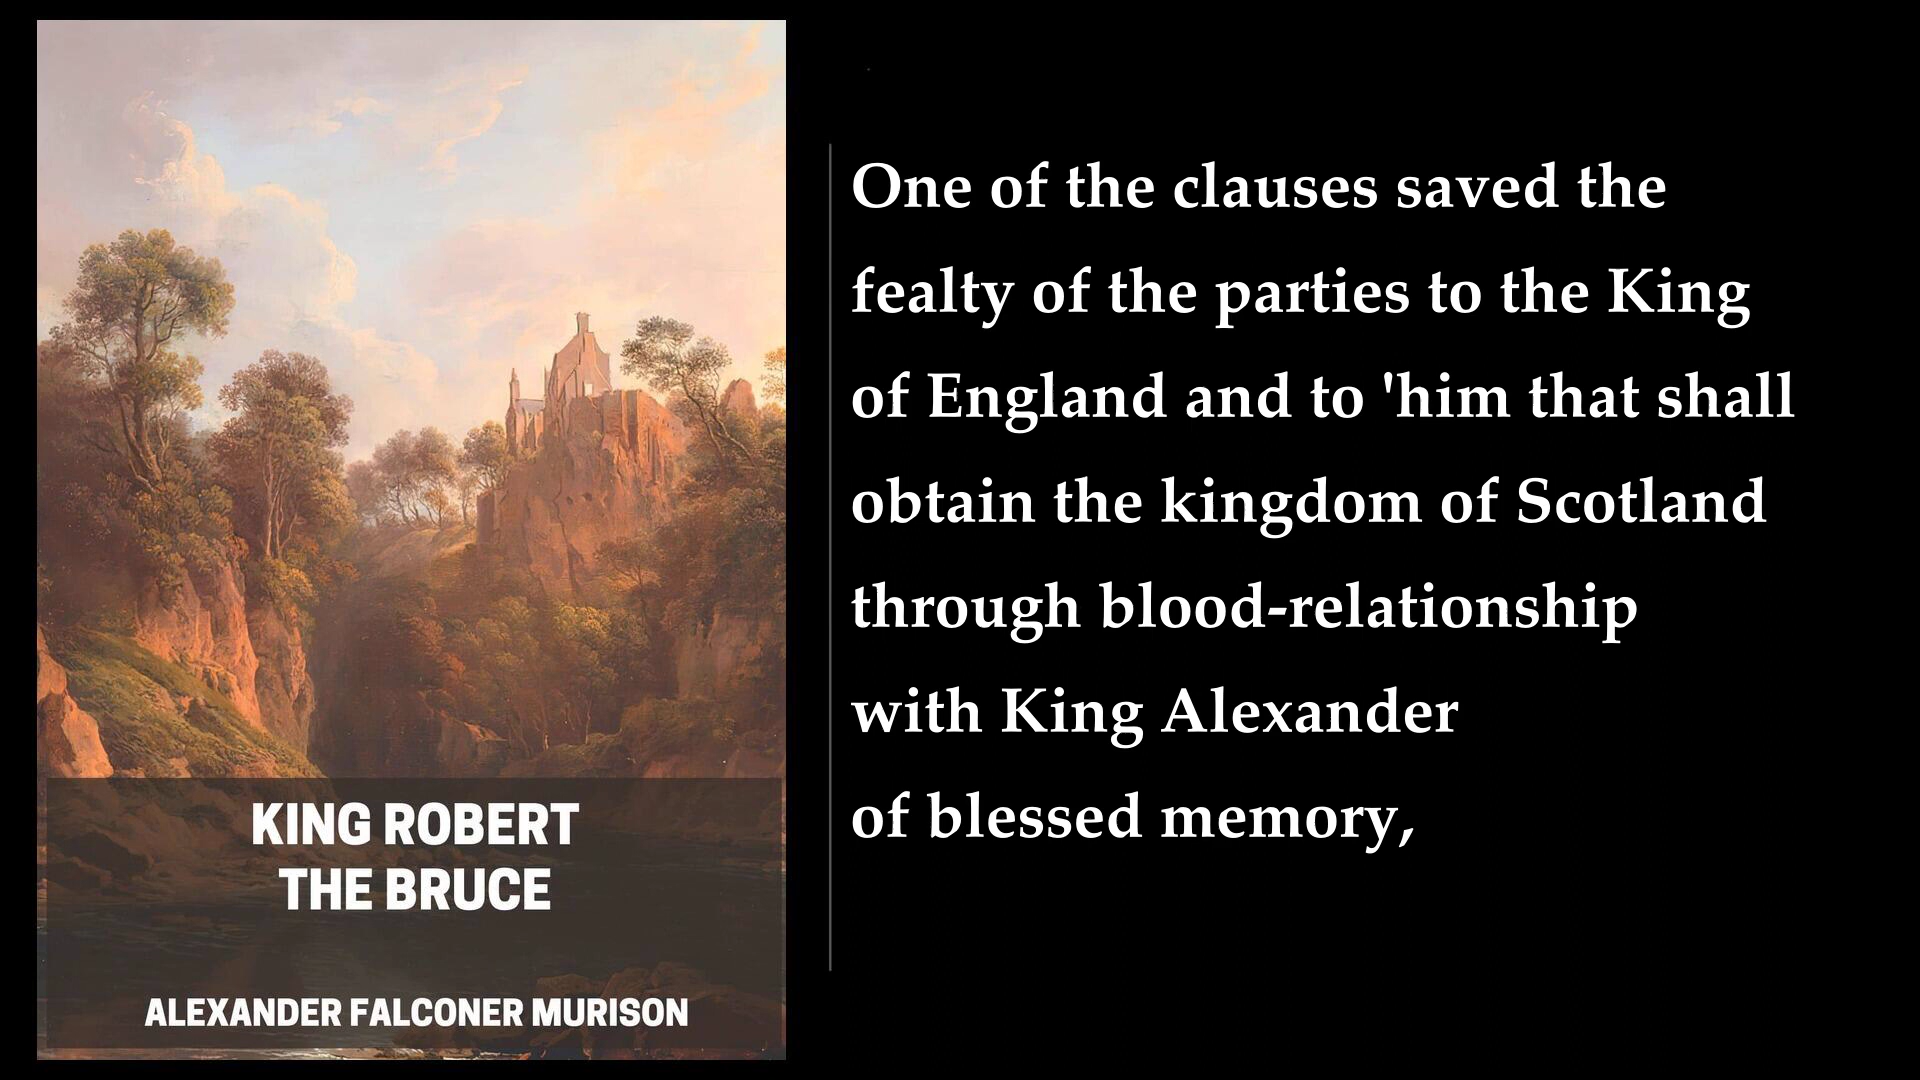 KING ROBERT
THE BRUCE
ALEXANDER FALCONER MURISON
One of the clauses saved the
fealty of the parties to the King
of England and to 'him that shall
obtain the kingdom of Scotland
through blood-relationship
with King Alexander
of blessed memory,